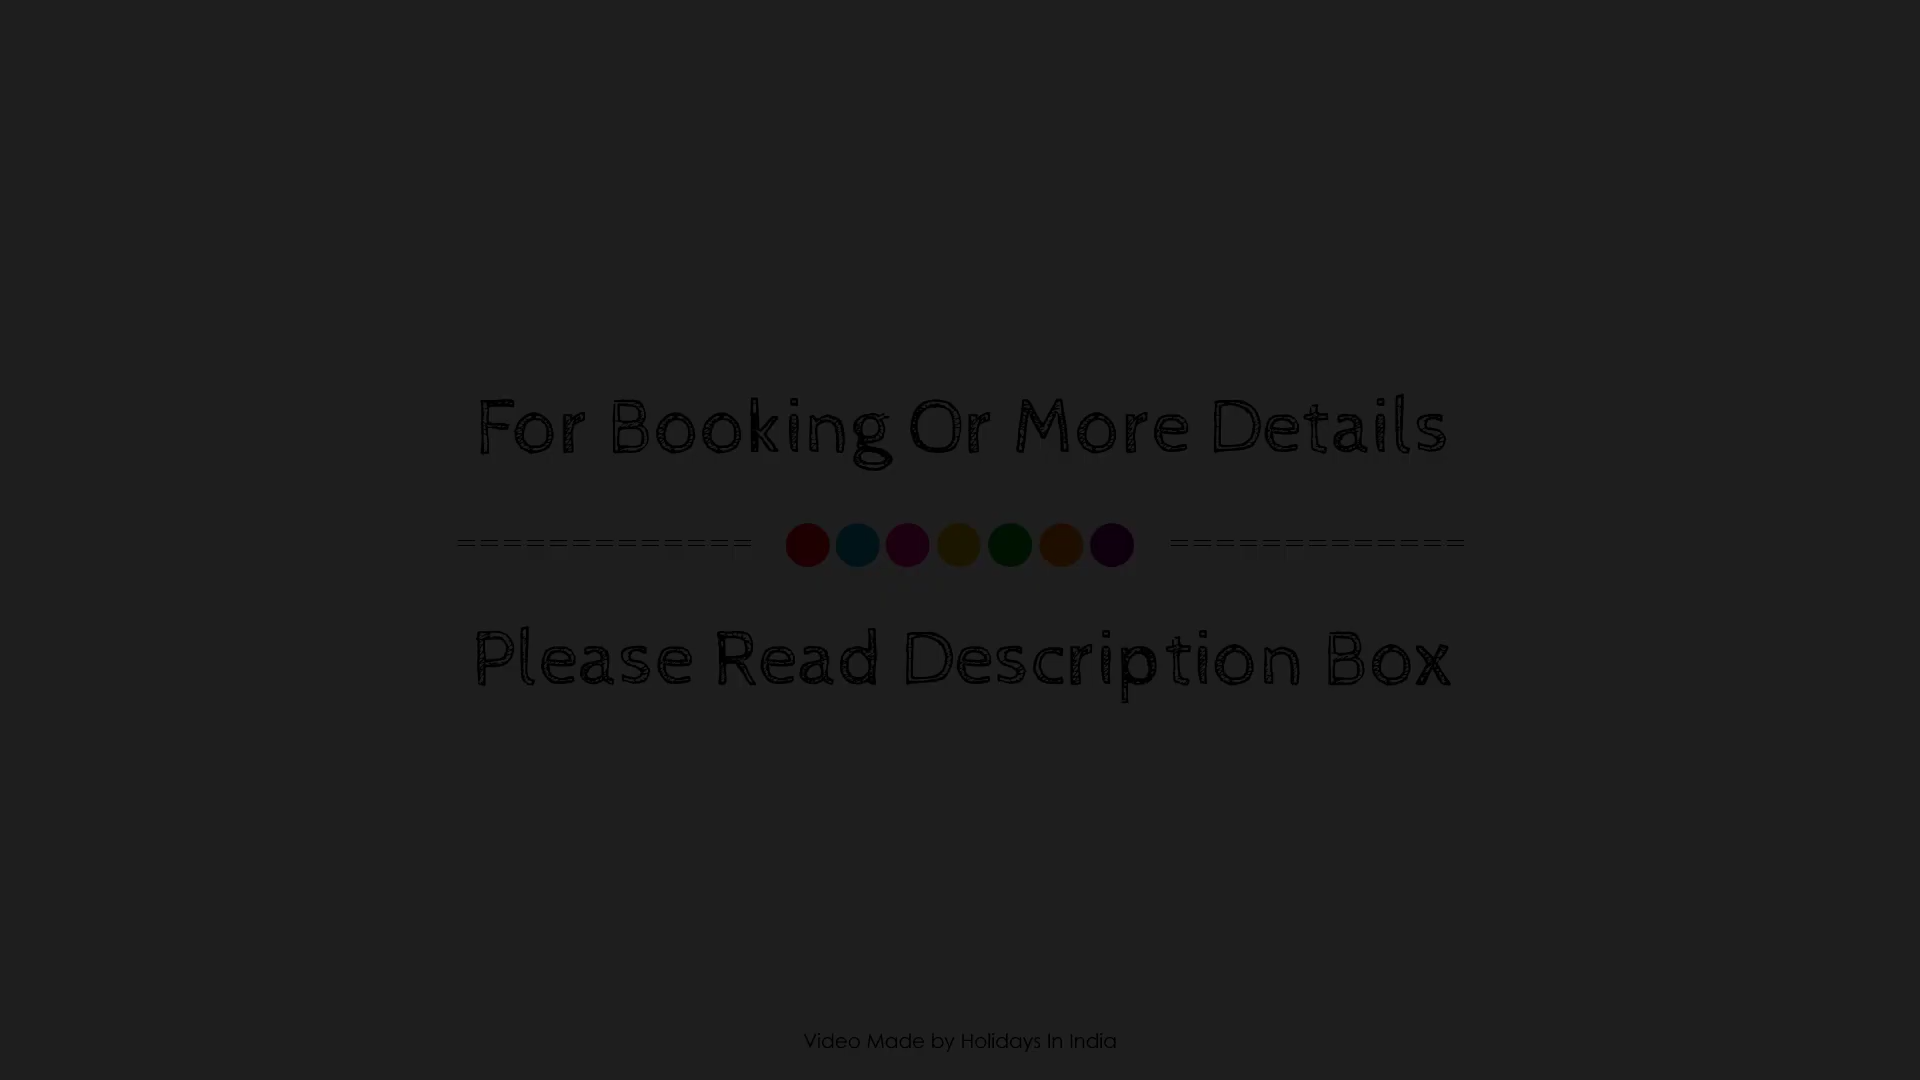 For Booking Or More Details
============= =============
Please Read Description Box
Video Made by Holidays In India